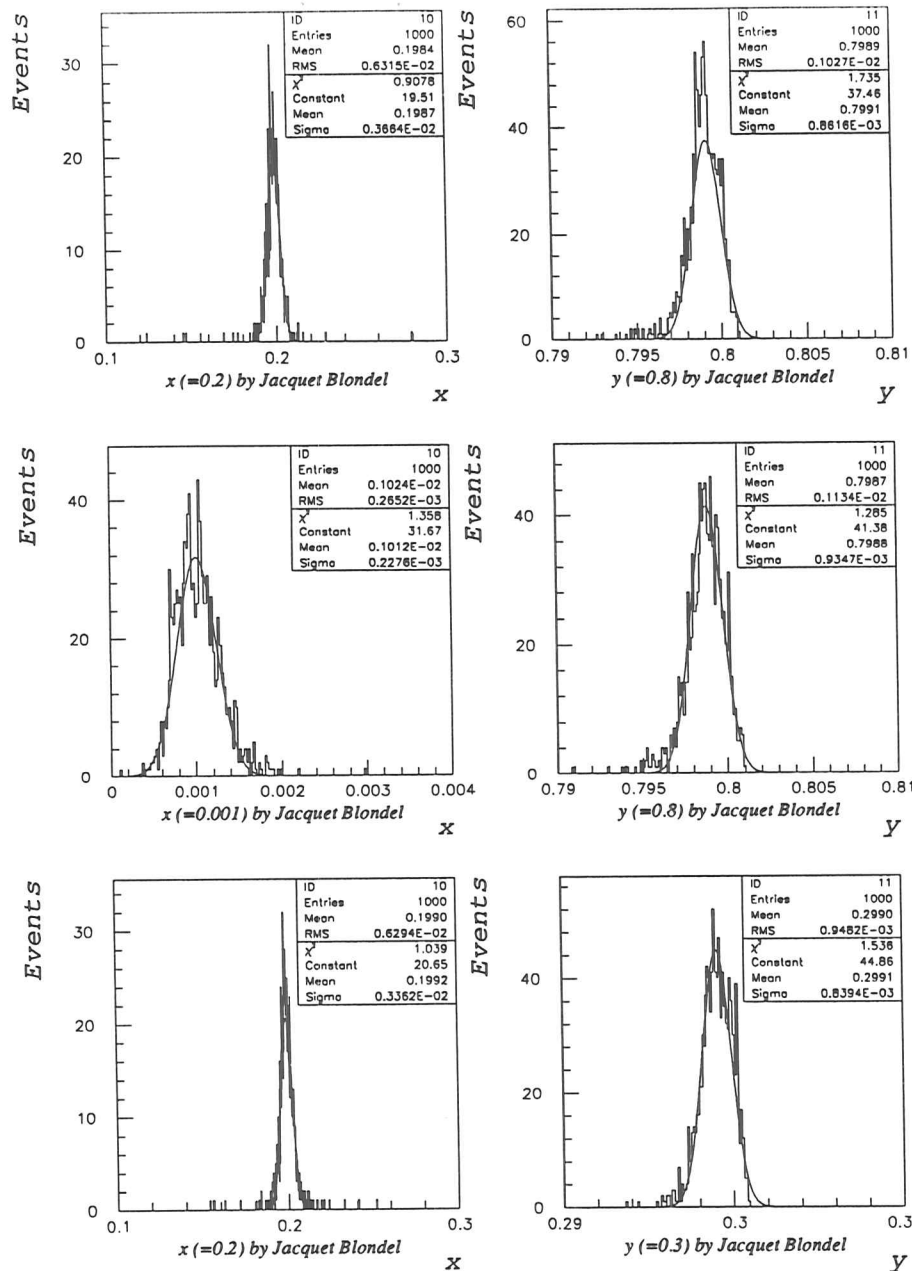 Events
ID 10
Entries 1000
Mean 0.1984
RMS 0.6315E-02
χ² 0.9078
Constant 19.51
Mean 0.1987
Sigma 0.3664E-02
30
20
10
0
0.1 0.2 0.3
x (=0.2) by Jacquet Blondel
x
ID 11
Entries 1000
Mean 0.7989
RMS 0.1027E-02
χ² 1.735
Constant 37.46
Mean 0.7991
Sigma 0.8616E-03
60
40
20
0
0.79 0.795 0.8 0.805 0.81
y (=0.8) by Jacquet Blondel
y
Events
ID 10
Entries 1000
Mean 0.1024E-02
RMS 0.2652E-03
χ² 1.358
Constant 31.67
Mean 0.1012E-02
Sigma 0.2276E-03
40
20
0
0 0.001 0.002 0.003 0.004
x (=0.001) by Jacquet Blondel
x
Events
ID 11
Entries 1000
Mean 0.7987
RMS 0.1134E-02
χ² 1.285
Constant 41.38
Mean 0.7988
Sigma 0.9347E-03
40
20
0
0.79 0.795 0.8 0.805 0.81
y (=0.8) by Jacquet Blondel
y
Events
ID 10
Entries 1000
Mean 0.1990
RMS 0.6294E-02
χ² 1.039
Constant 20.65
Mean 0.1992
Sigma 0.3362E-02
30
20
10
0
0.1 0.2 0.3
x (=0.2) by Jacquet Blondel
x
Events
ID 11
Entries 1000
Mean 0.2990
RMS 0.9482E-03
χ² 1.536
Constant 44.86
Mean 0.2991
Sigma 0.8394E-03
40
20
0
0.29 0.3 0.3
y (=0.3) by Jacquet Blondel
y
Events